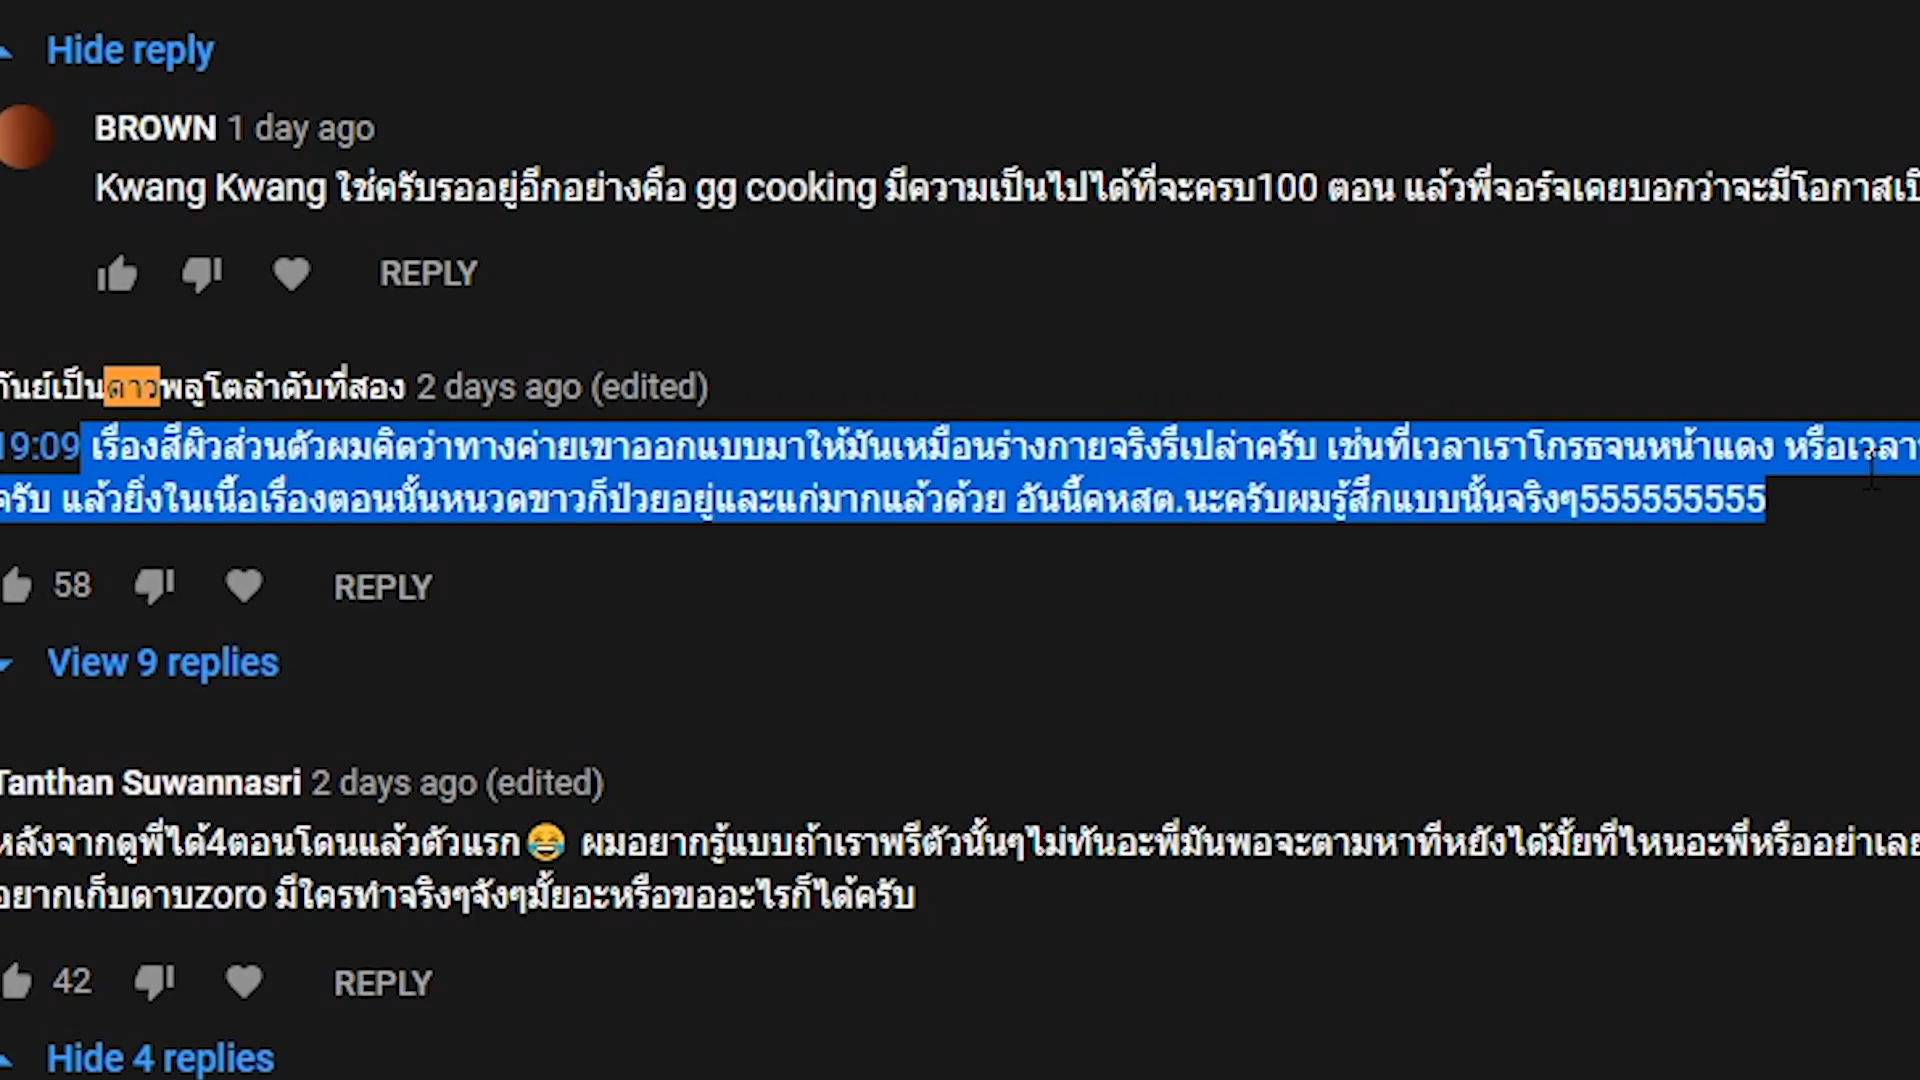 Hide reply
BROWN 1 day ago
Kwang Kwang ใช่ครับรออยู่อีกอย่างคือ gg cooking มีความเป็นไปได้ที่จะครบ100 ตอน แล้วพี่จอร์จเคยบอกว่าจะมีโอกาส
REPLY
กันย์เป็นดาวพลูโตลำดับที่สอง 2 days ago (edited)
19:09 เรื่องสีผิวส่วนตัวผมคิดว่าทางค่ายเขาออกแบบมาให้มันเหมือนร่างกายจริงรึเปล่าครับ เช่นที่เวลาเราโกรธจนหน้าแดง หรือเวลา
ครับ แล้วยิ่งในเนื้อเรื่องตอนนั้นหนวดขาวก็ป่วยอยู่และแก่มากแล้วด้วย อันนี้คหสต.นะครับผมรู้สึกแบบนั้นจริงๆ555555555
58 REPLY
View 9 replies
Tanthan Suwannasri 2 days ago (edited)
หลังจากดูพี่ได้4ตอนโดนแล้วตัวแรก😂 ผมอยากรู้แบบถ้าเราพรีตัวนั้นๆไม่ทันอะพี่มันพอจะตามหาทีหยังได้มั้ยที่ไหนอะพี่หรืออย่าเลย
อยากเก็บดาบzoro มีใครทำจริงๆจังๆมั้ยอะหรือขออะไรก็ได้ครับ
42 REPLY
Hide 4 replies